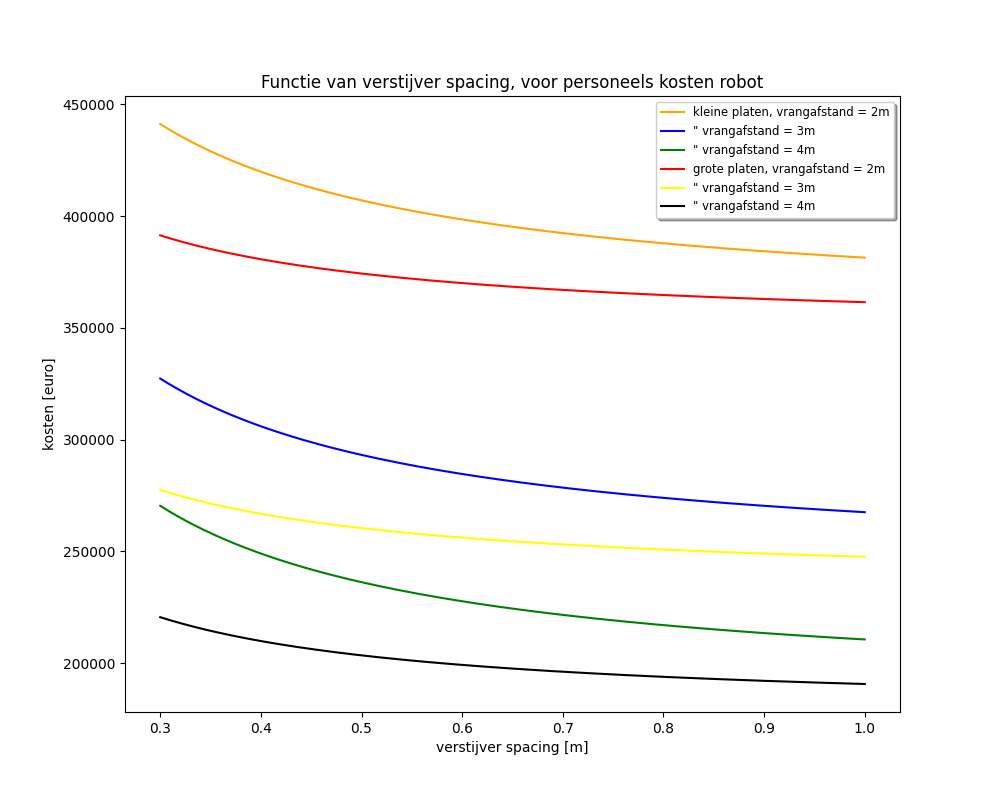 Functie van verstijver spacing, voor personeels kosten robot
kleine platen, vrangafstand = 2m
" vrangafstand = 3m
" vrangafstand = 4m
grote platen, vrangafstand = 2m
" vrangafstand = 3m
" vrangafstand = 4m
kosten [euro]
450000
400000
350000
300000
250000
200000
0.3 0.4 0.5 0.6 0.7 0.8 0.9 1.0
verstijver spacing [m]